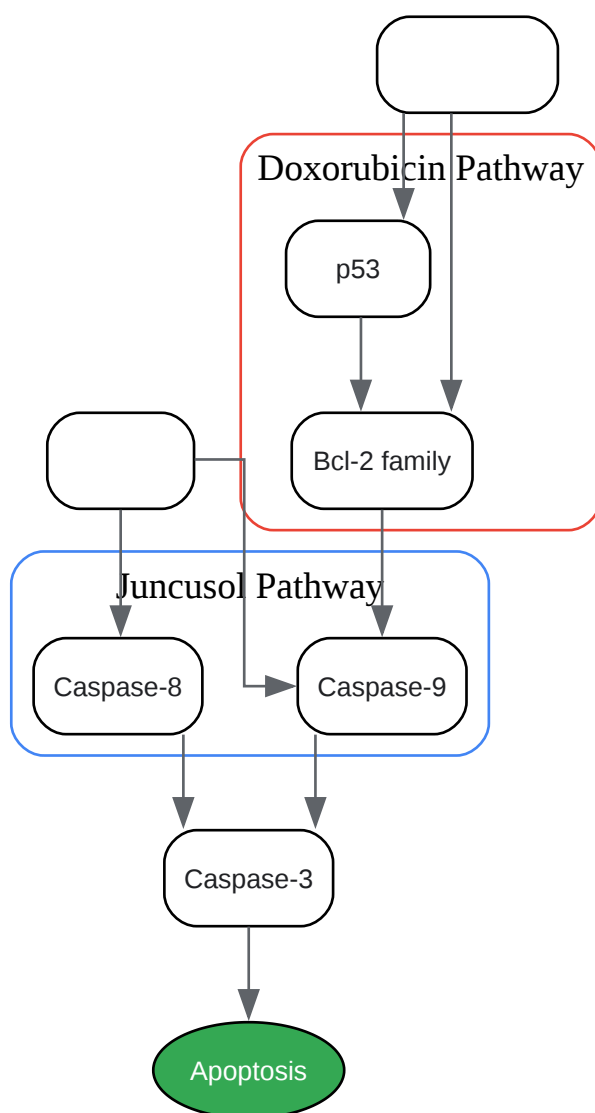 Doxorubicin Pathway
p53
Bcl-2 family
Juncusol Pathway
Caspase-8
Caspase-9
Caspase-3
Apoptosis